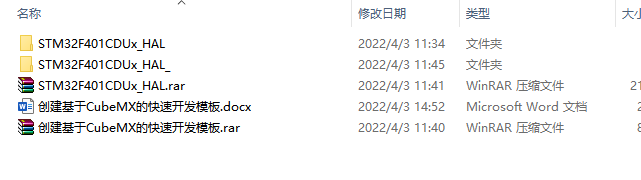 名称 修改日期 类型 大小
STM32F401CDUx_HAL 2022/4/3 11:34 文件夹
STM32F401CDUx_HAL_ 2022/4/3 11:45 文件夹
STM32F401CDUx_HAL.rar 2022/4/3 11:41 WinRAR 压缩文件 21
创建基于CubeMX的快速开发模板.docx 2022/4/3 14:52 Microsoft Word 文档 2
创建基于CubeMX的快速开发模板.rar 2022/4/3 11:40 WinRAR 压缩文件 8